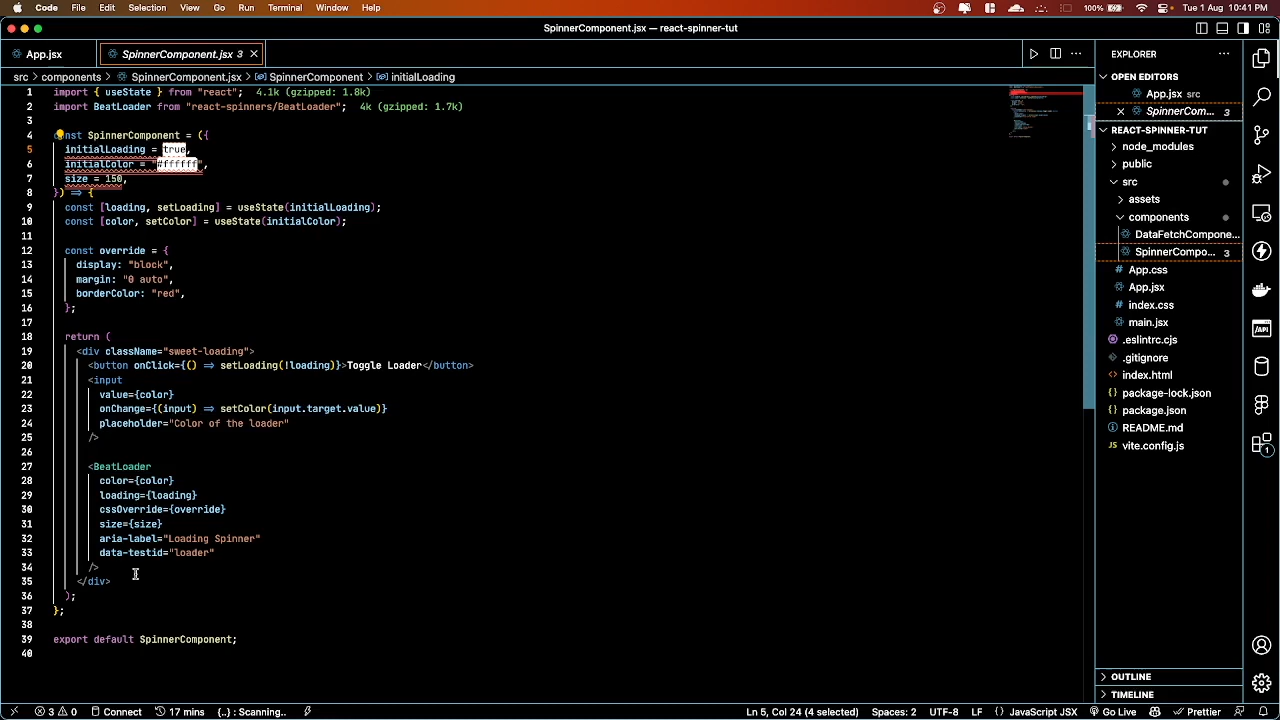 Code File Edit Selection View Go Run Terminal Window Help 100% Tue 1 Aug 10:41 PM
SpinnerComponent.jsx — react-spinner-tut
App.jsx SpinnerComponent.jsx 3
src > components > SpinnerComponent.jsx > SpinnerComponent > initialLoading
1 import { useState } from "react"; 4.1k (gzipped: 1.8k)
2 import BeatLoader from "react-spinners/BeatLoader"; 4k (gzipped: 1.7k)
3
4 const SpinnerComponent = ({
5 initialLoading = true,
6 initialColor = "#ffffff",
7 size = 150,
8 }) => {
9 const [loading, setLoading] = useState(initialLoading);
10 const [color, setColor] = useState(initialColor);
11
12 const override = {
13 display: "block",
14 margin: "0 auto",
15 borderColor: "red",
16 };
17
18 return (
19 <div className="sweet-loading">
20 <button onClick={() => setLoading(!loading)}>Toggle Loader</button>
21 <input
22 value={color}
23 onChange={(input) => setColor(input.target.value)}
24 placeholder="Color of the loader"
25 />
26
27 <BeatLoader
28 color={color}
29 loading={loading}
30 cssOverride={override}
31 size={size}
32 aria-label="Loading Spinner"
33 data-testid="loader"
34 />
35 </div>
36 );
37 };
38
39 export default SpinnerComponent;
40
EXPLORER
OPEN EDITORS
App.jsx src
SpinnerCom... 3
REACT-SPINNER-TUT
node_modules
public
src
assets
components
DataFetchCompone...
SpinnerCompo... 3
App.css
App.jsx
index.css
main.jsx
.eslintrc.cjs
.gitignore
index.html
package-lock.json
package.json
README.md
JS vite.config.js
/API
1
OUTLINE
TIMELINE
3 0 Connect 17 mins {..} : Scanning.. Ln 5, Col 24 (4 selected) Spaces: 2 UTF-8 LF {} JavaScript JSX Go Live Prettier